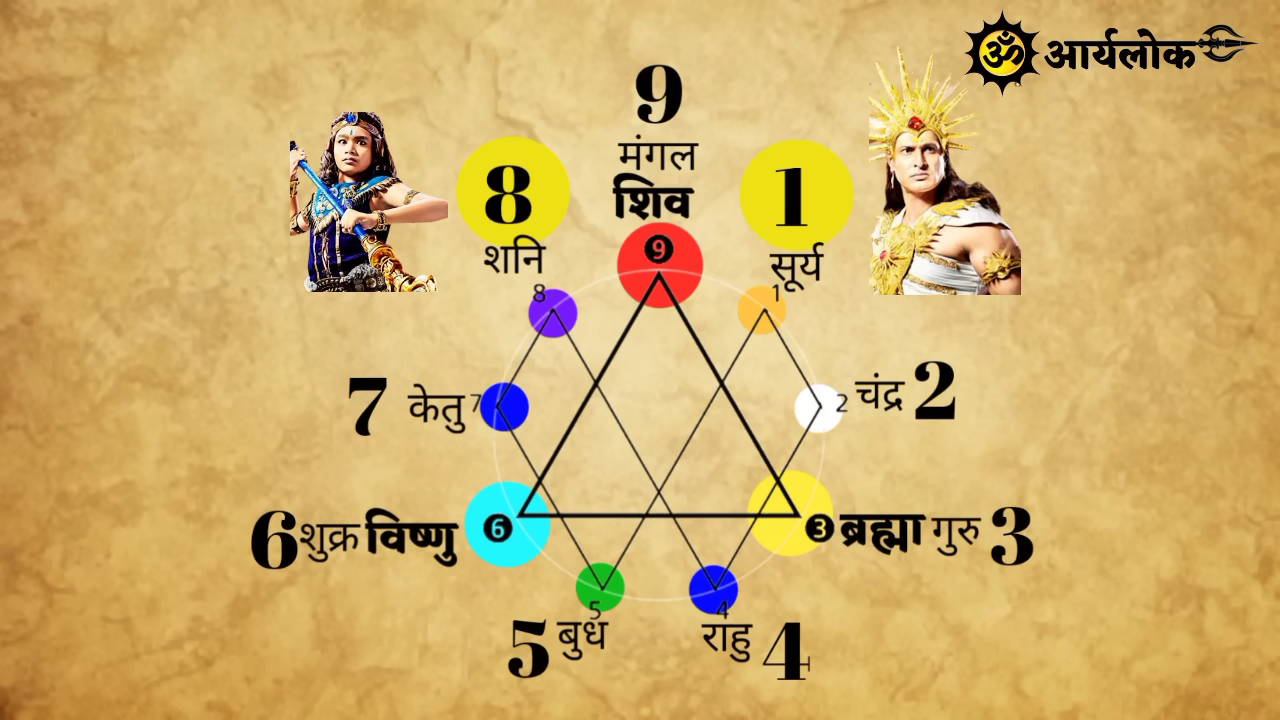 ॐ आर्यलोक
9
मंगल
शिव
8
1
शनि
सूर्य
9
8
1
7 केतु 7
2 चंद्र 2
6 शुक्र विष्णु 6
3 ब्रह्मा गुरु 3
5
4
5 बुध
राहु 4